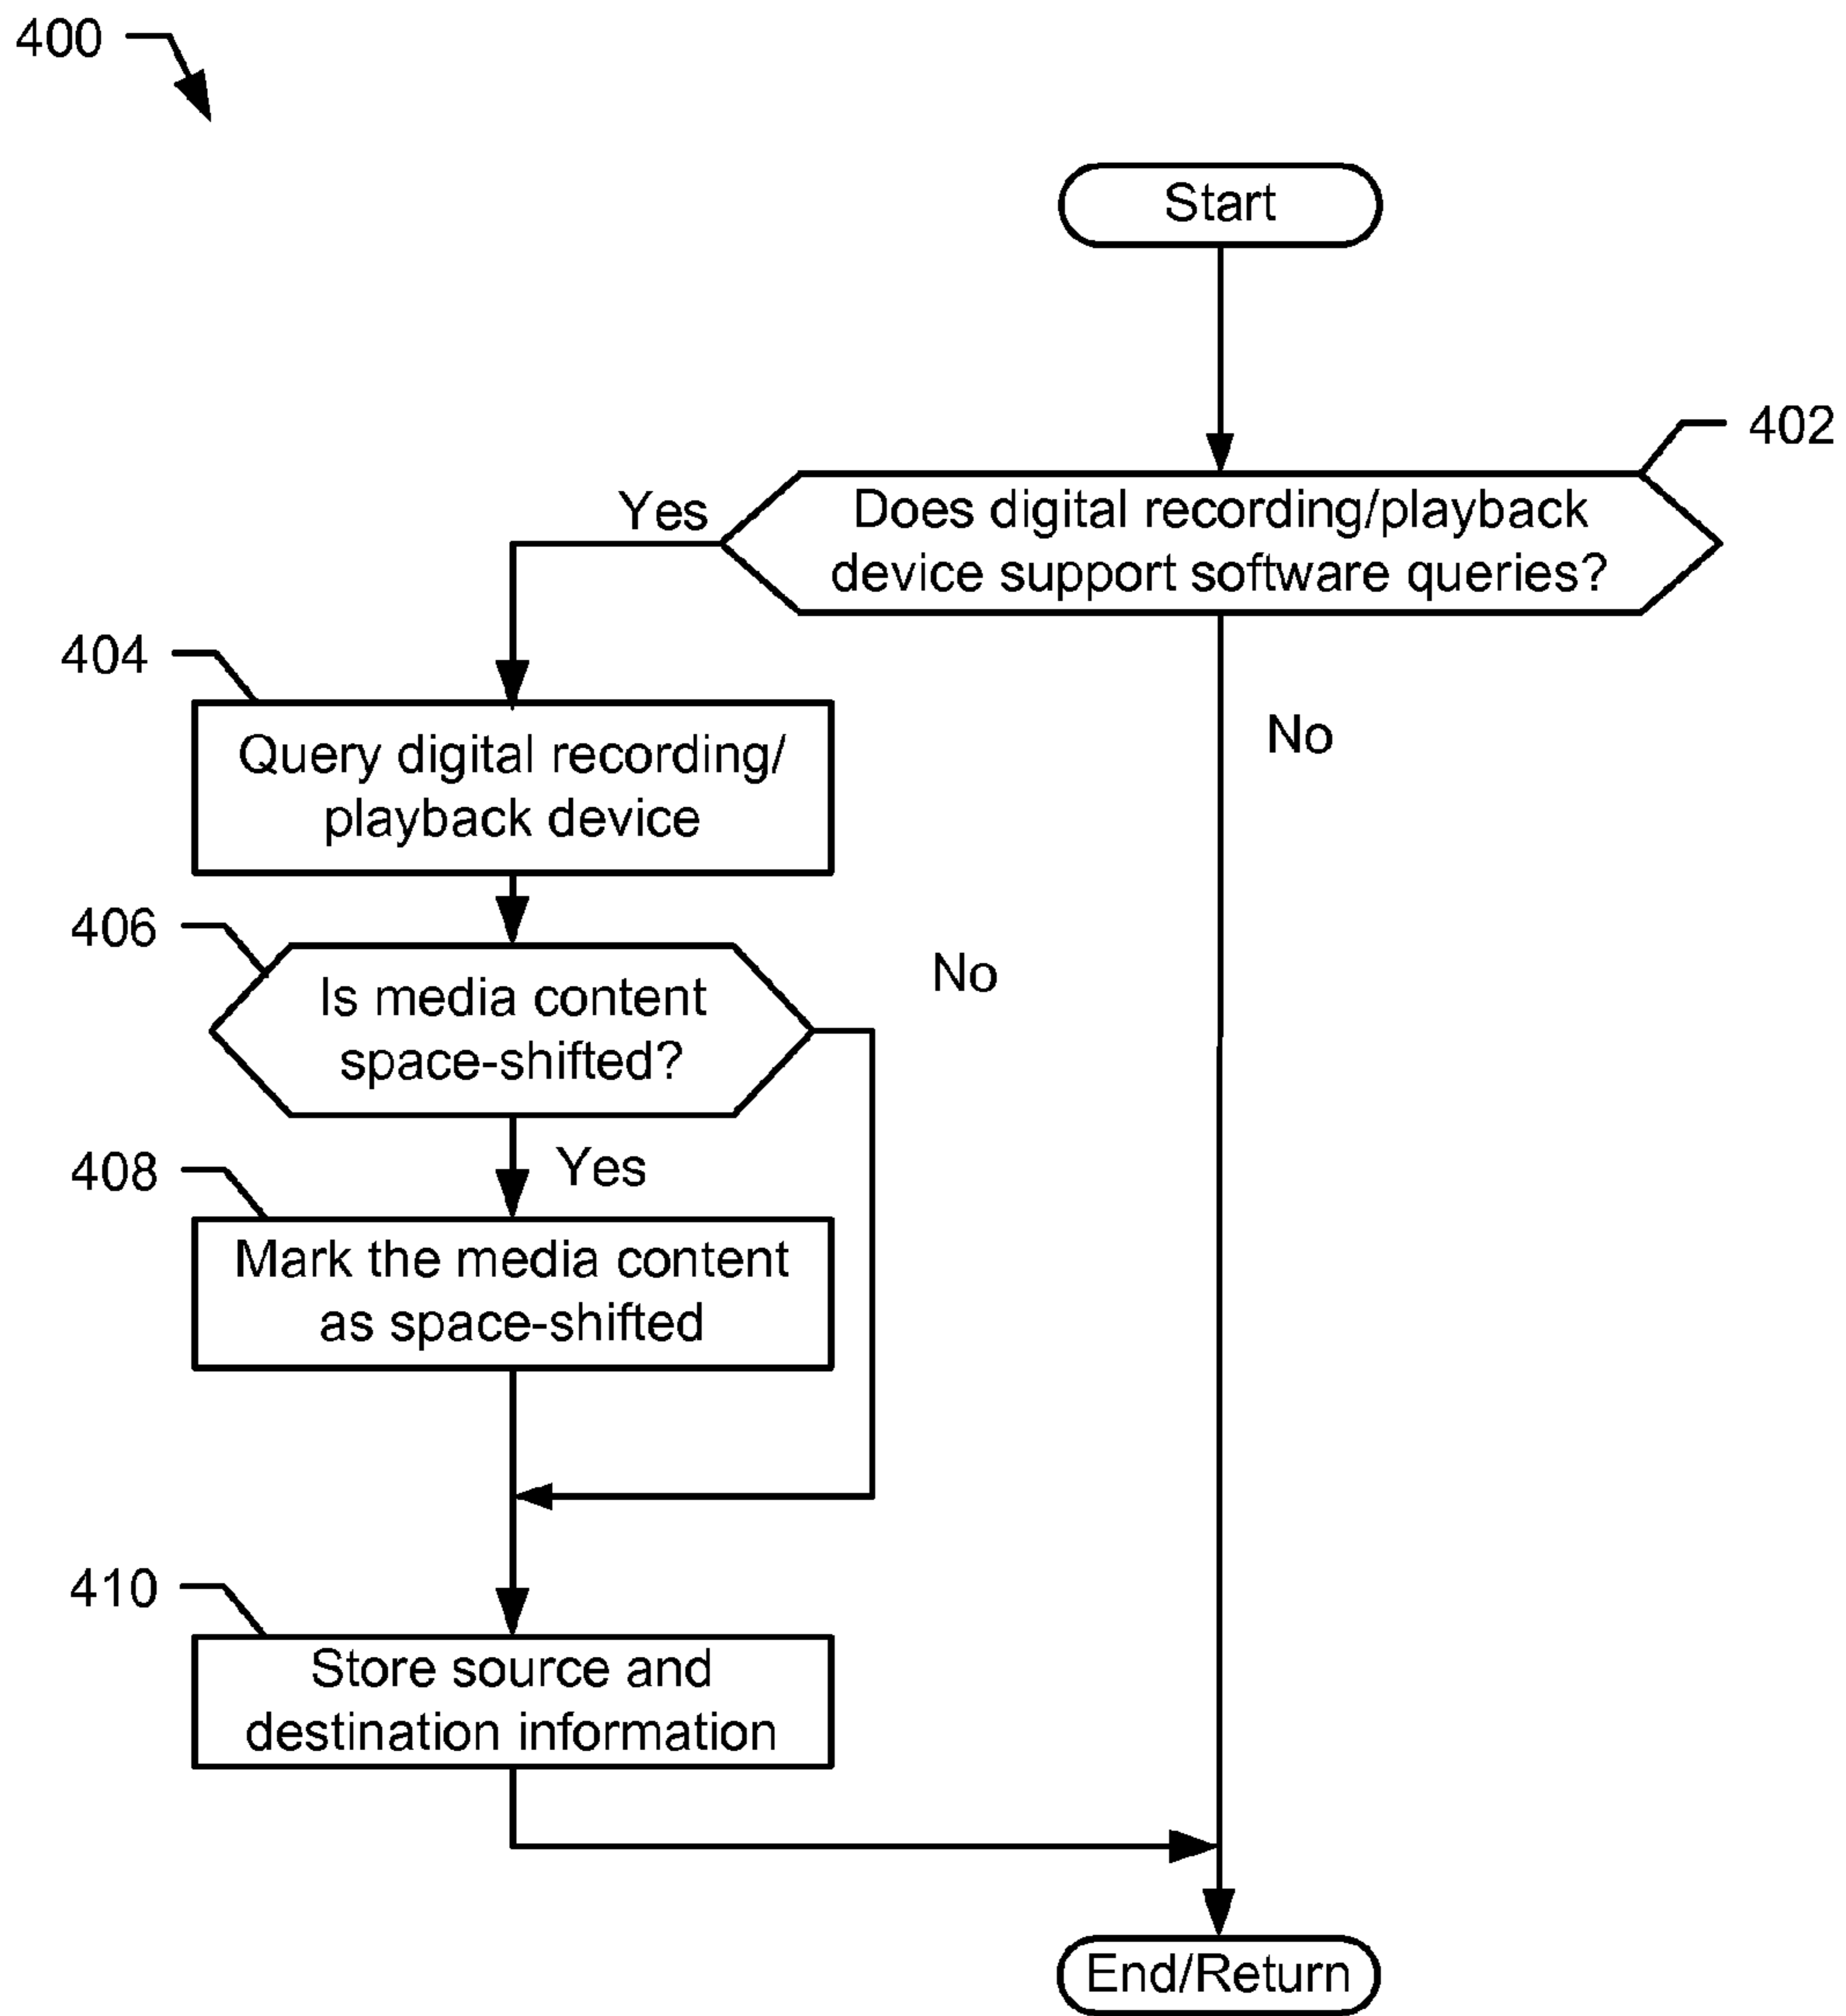 400
Start
402
Yes
Does digital recording/playback
device support software queries?
404
No
Query digital recording/
playback device
406
No
Is media content
space-shifted?
Yes
408
Mark the media content
as space-shifted
410
Store source and
destination information
End/Return